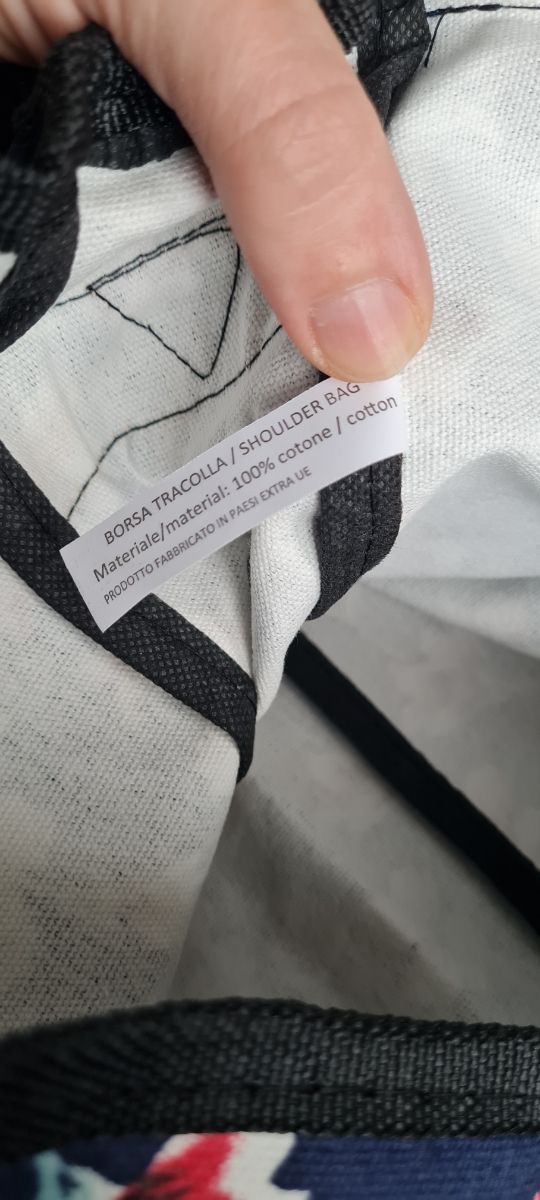 BORSA TRACOLLA / SHOULDER BAG
Materiale/material: 100% cotone / cotton
PRODOTTO FABBRICATO IN PAESI EXTRA UE